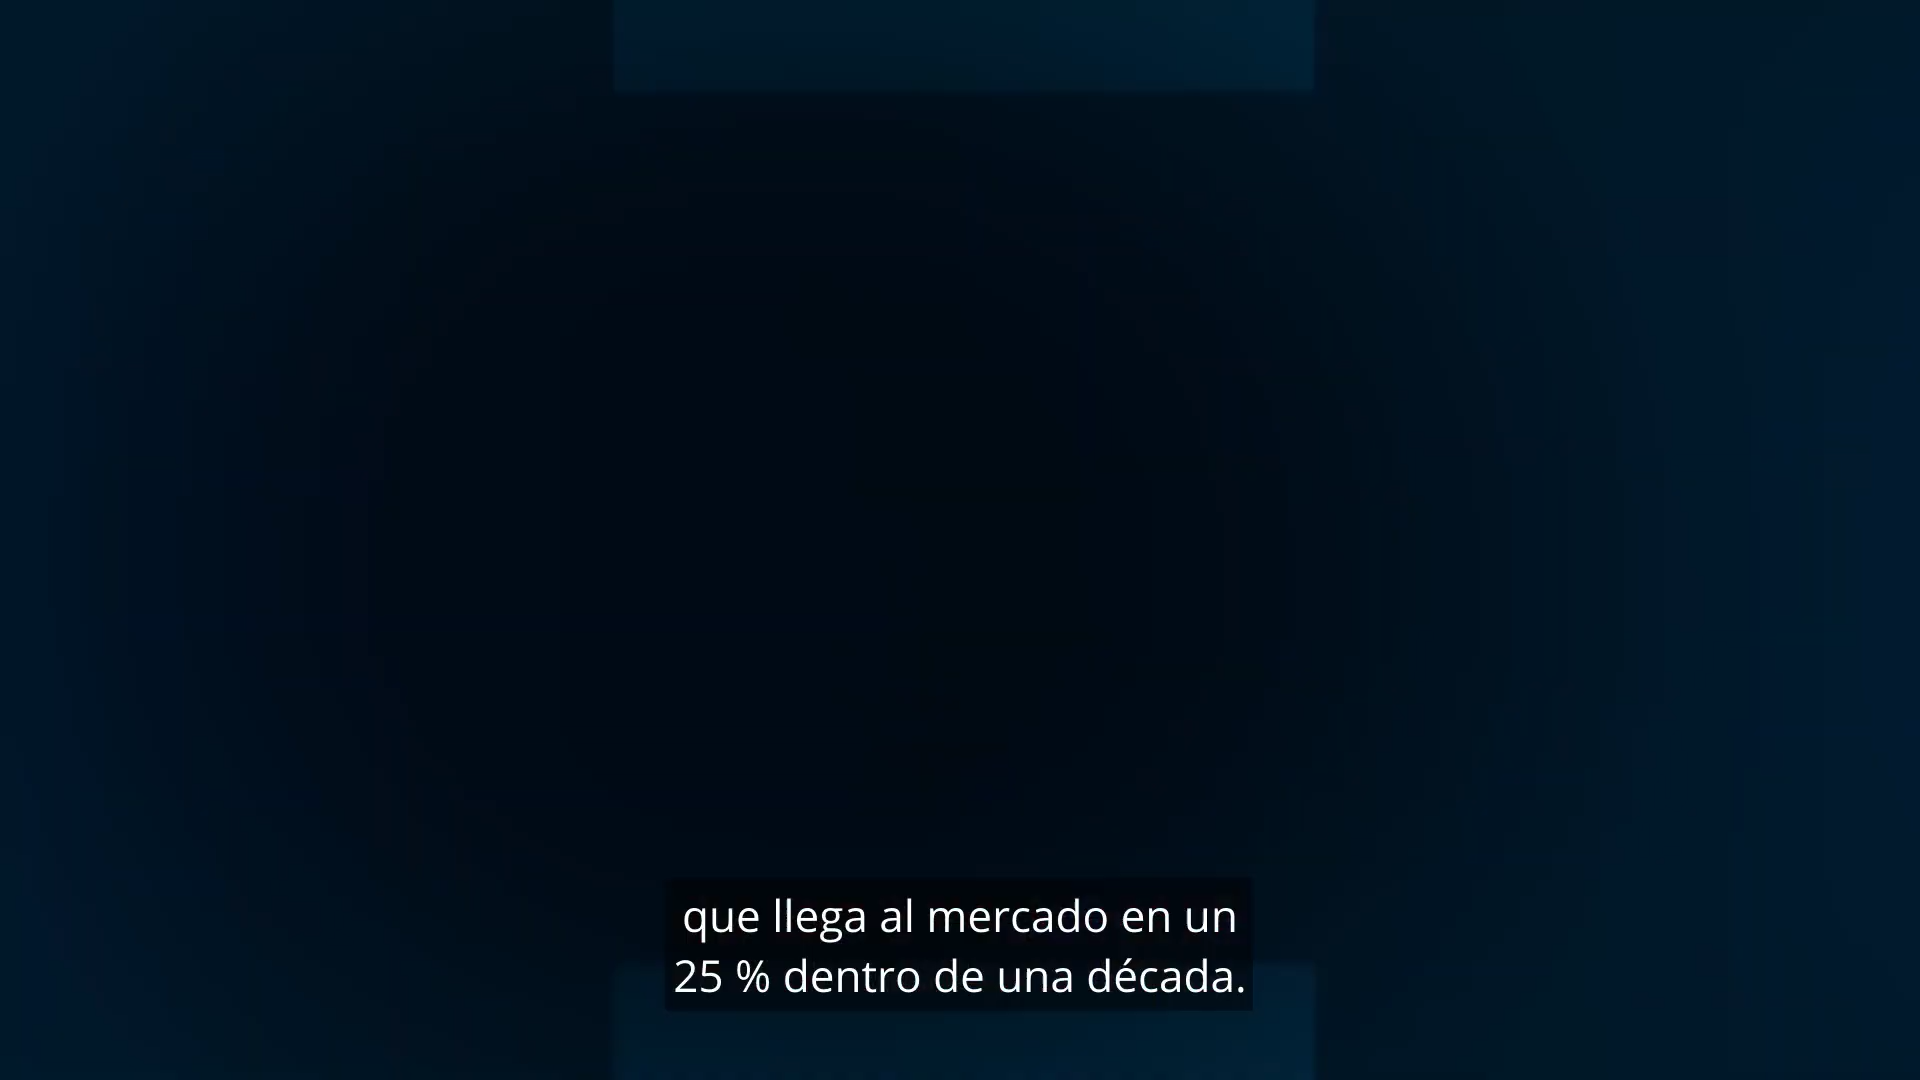 que llega al mercado en un
25 % dentro de una década.